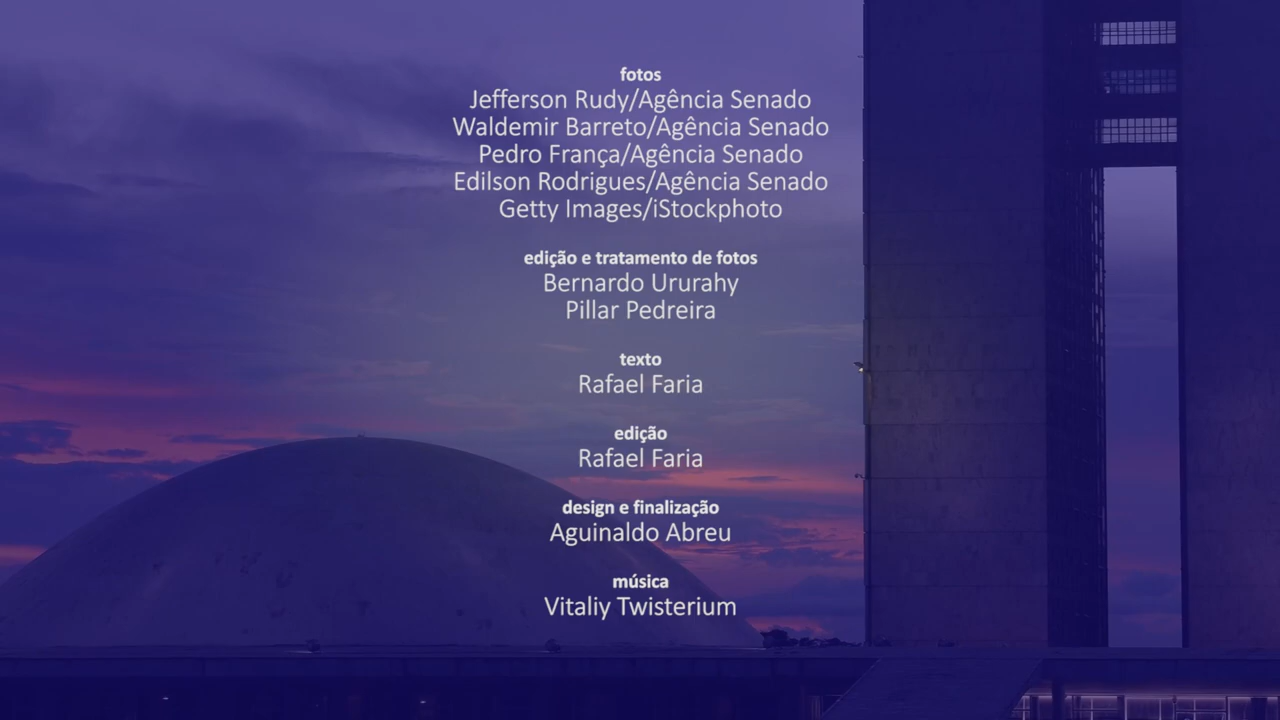 fotos
Jefferson Rudy/Agência Senado
Waldemir Barreto/Agência Senado
Pedro França/Agência Senado
Edilson Rodrigues/Agência Senado
Getty Images/iStockphoto
edição e tratamento de fotos
Bernardo Ururahy
Pillar Pedreira
texto
Rafael Faria
edição
Rafael Faria
design e finalização
Aguinaldo Abreu
música
Vitaliy Twisterium